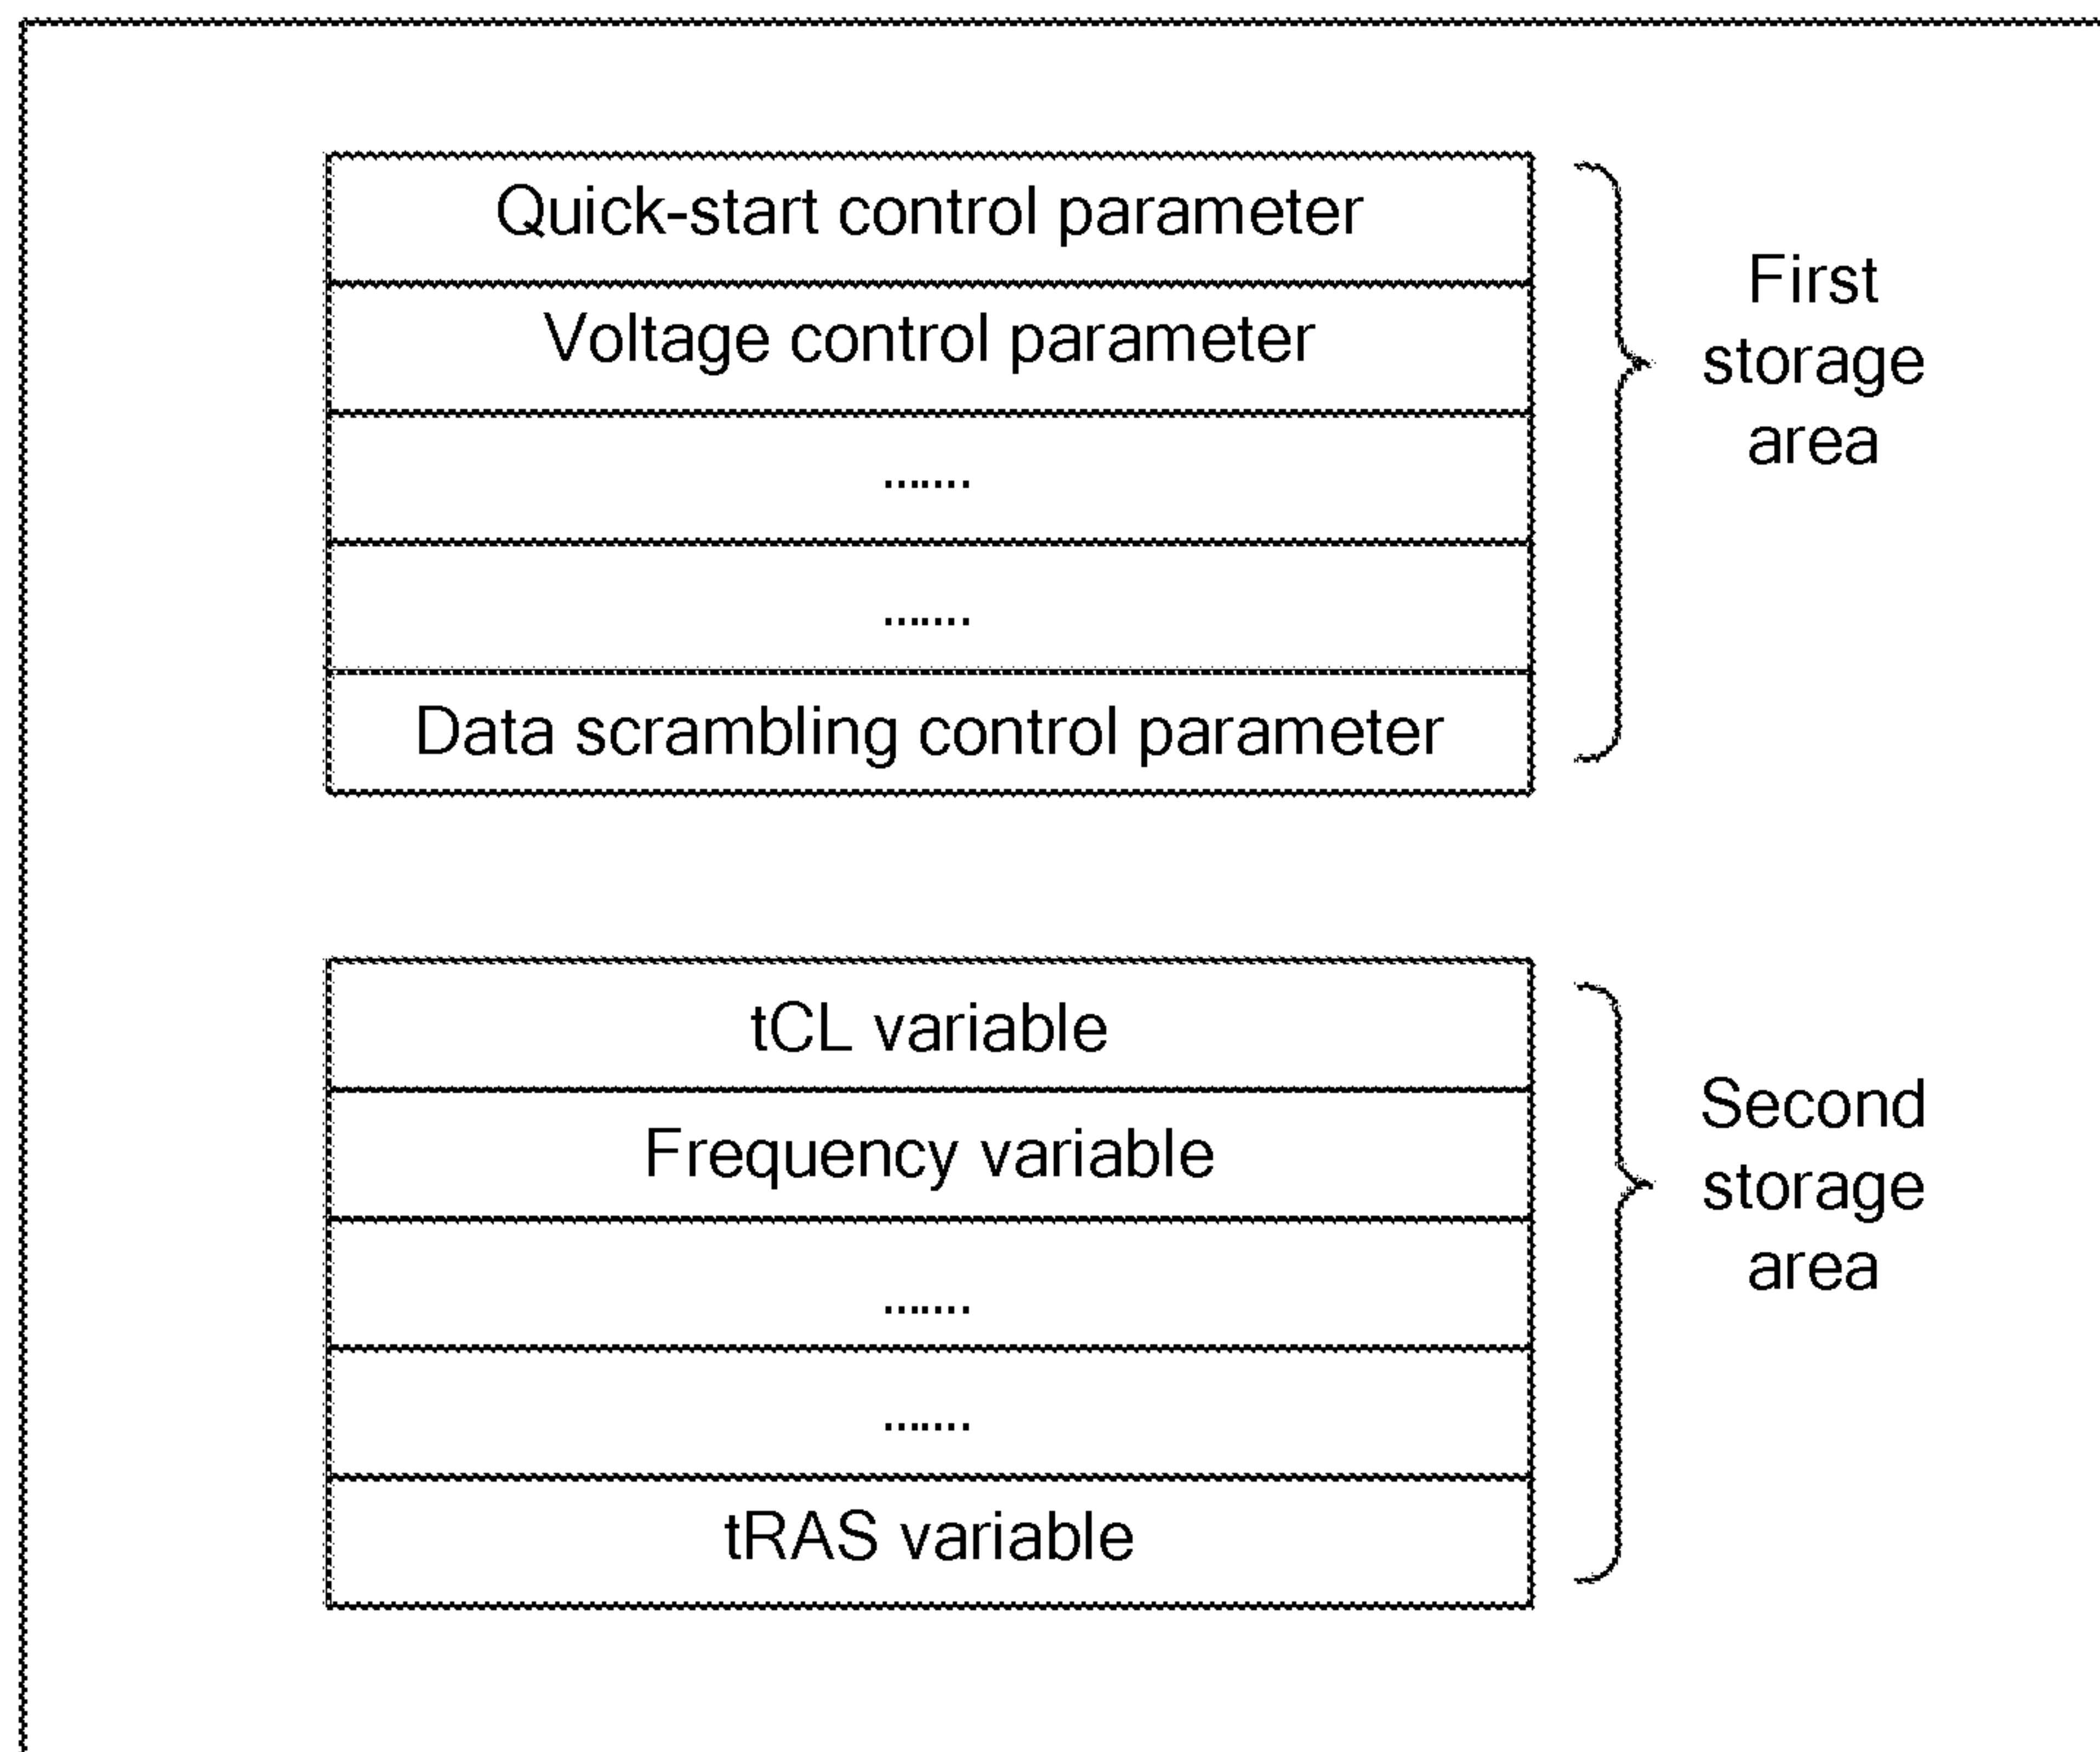 Quick-start control parameter
Voltage control parameter
.......
.......
Data scrambling control parameter
First
storage
area
tCL variable
Frequency variable
.......
.......
tRAS variable
Second
storage
area